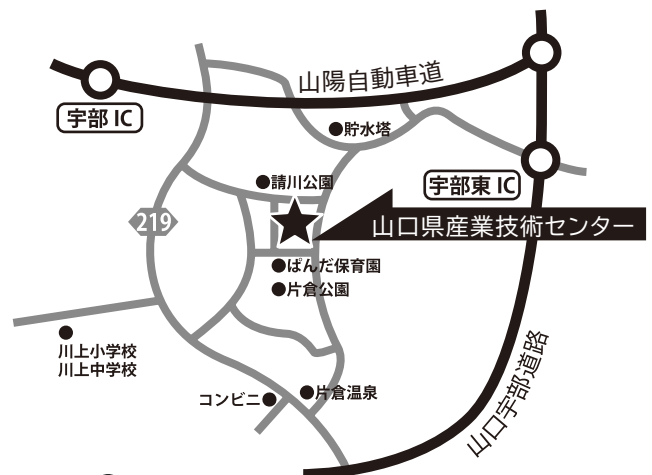 山陽自動車道
宇部 IC
貯水塔
請川公園
宇部東 IC
219
山口県産業技術センター
ぱんだ保育園
片倉公園
川上小学校
川上中学校
山口宇部道路
片倉温泉
コンビニ